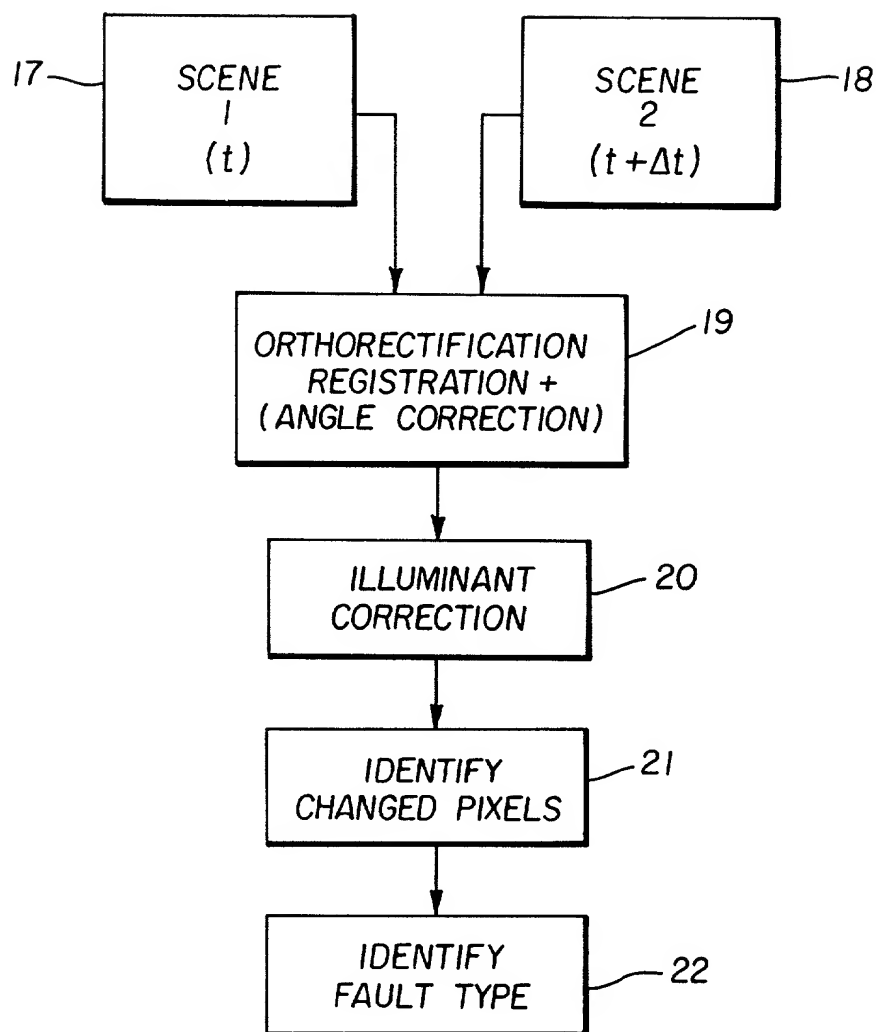 17
SCENE
1
(t)
SCENE
2
(t+Δt)
18
ORTHORECTIFICATION
REGISTRATION +
(ANGLE CORRECTION)
19
ILLUMINANT
CORRECTION
20
IDENTIFY
CHANGED PIXELS
21
IDENTIFY
FAULT TYPE
22